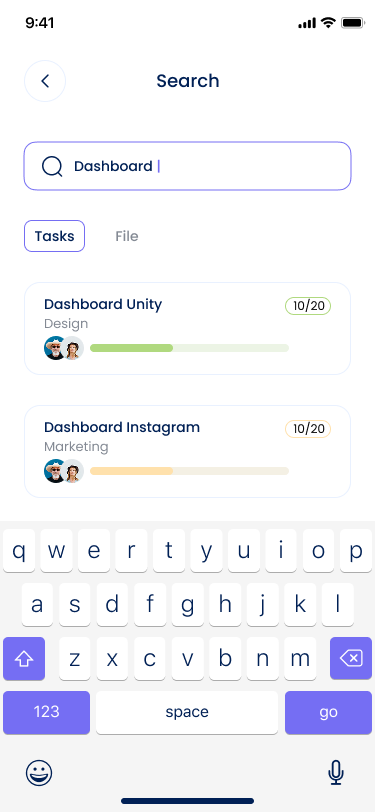 9:41
Search
Dashboard
Tasks File
Dashboard Unity 10/20
Design
Dashboard Instagram 10/20
Marketing
q w e r t y u i o p
a s d f g h j k l
z x c v b n m
123 space go